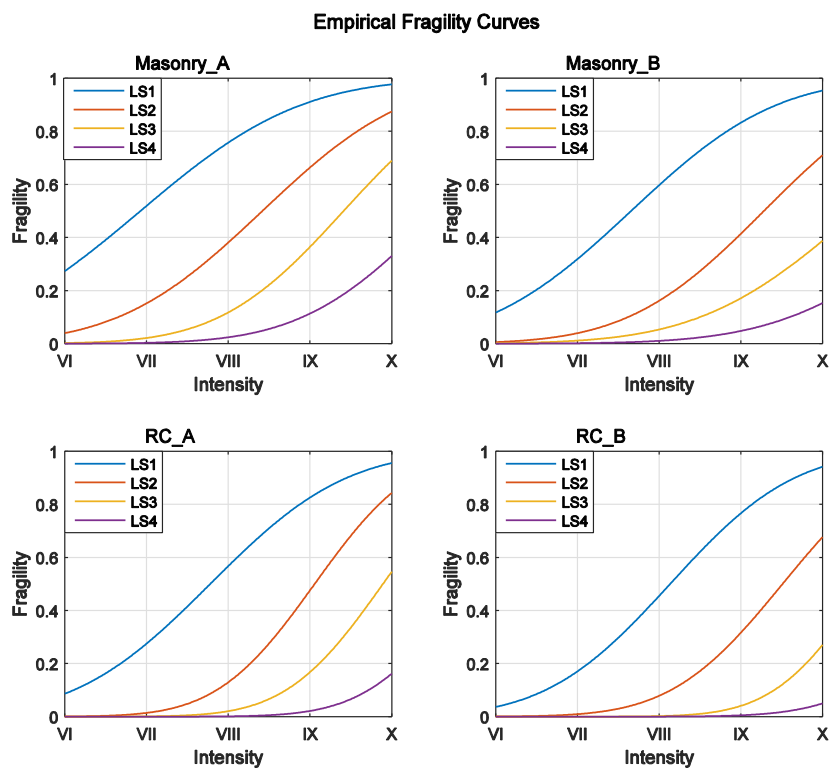 Empirical Fragility Curves
Masonry_A
1
0.8
0.6
0.4
0.2
0
Fragility
LS1
LS2
LS3
LS4
VI VII VIII IX X
Intensity
Masonry_B
1
0.8
0.6
0.4
0.2
0
Fragility
LS1
LS2
LS3
LS4
VI VII VIII IX X
Intensity
RC_A
1
0.8
0.6
0.4
0.2
0
Fragility
LS1
LS2
LS3
LS4
VI VII VIII IX X
Intensity
RC_B
1
0.8
0.6
0.4
0.2
0
Fragility
LS1
LS2
LS3
LS4
VI VII VIII IX X
Intensity